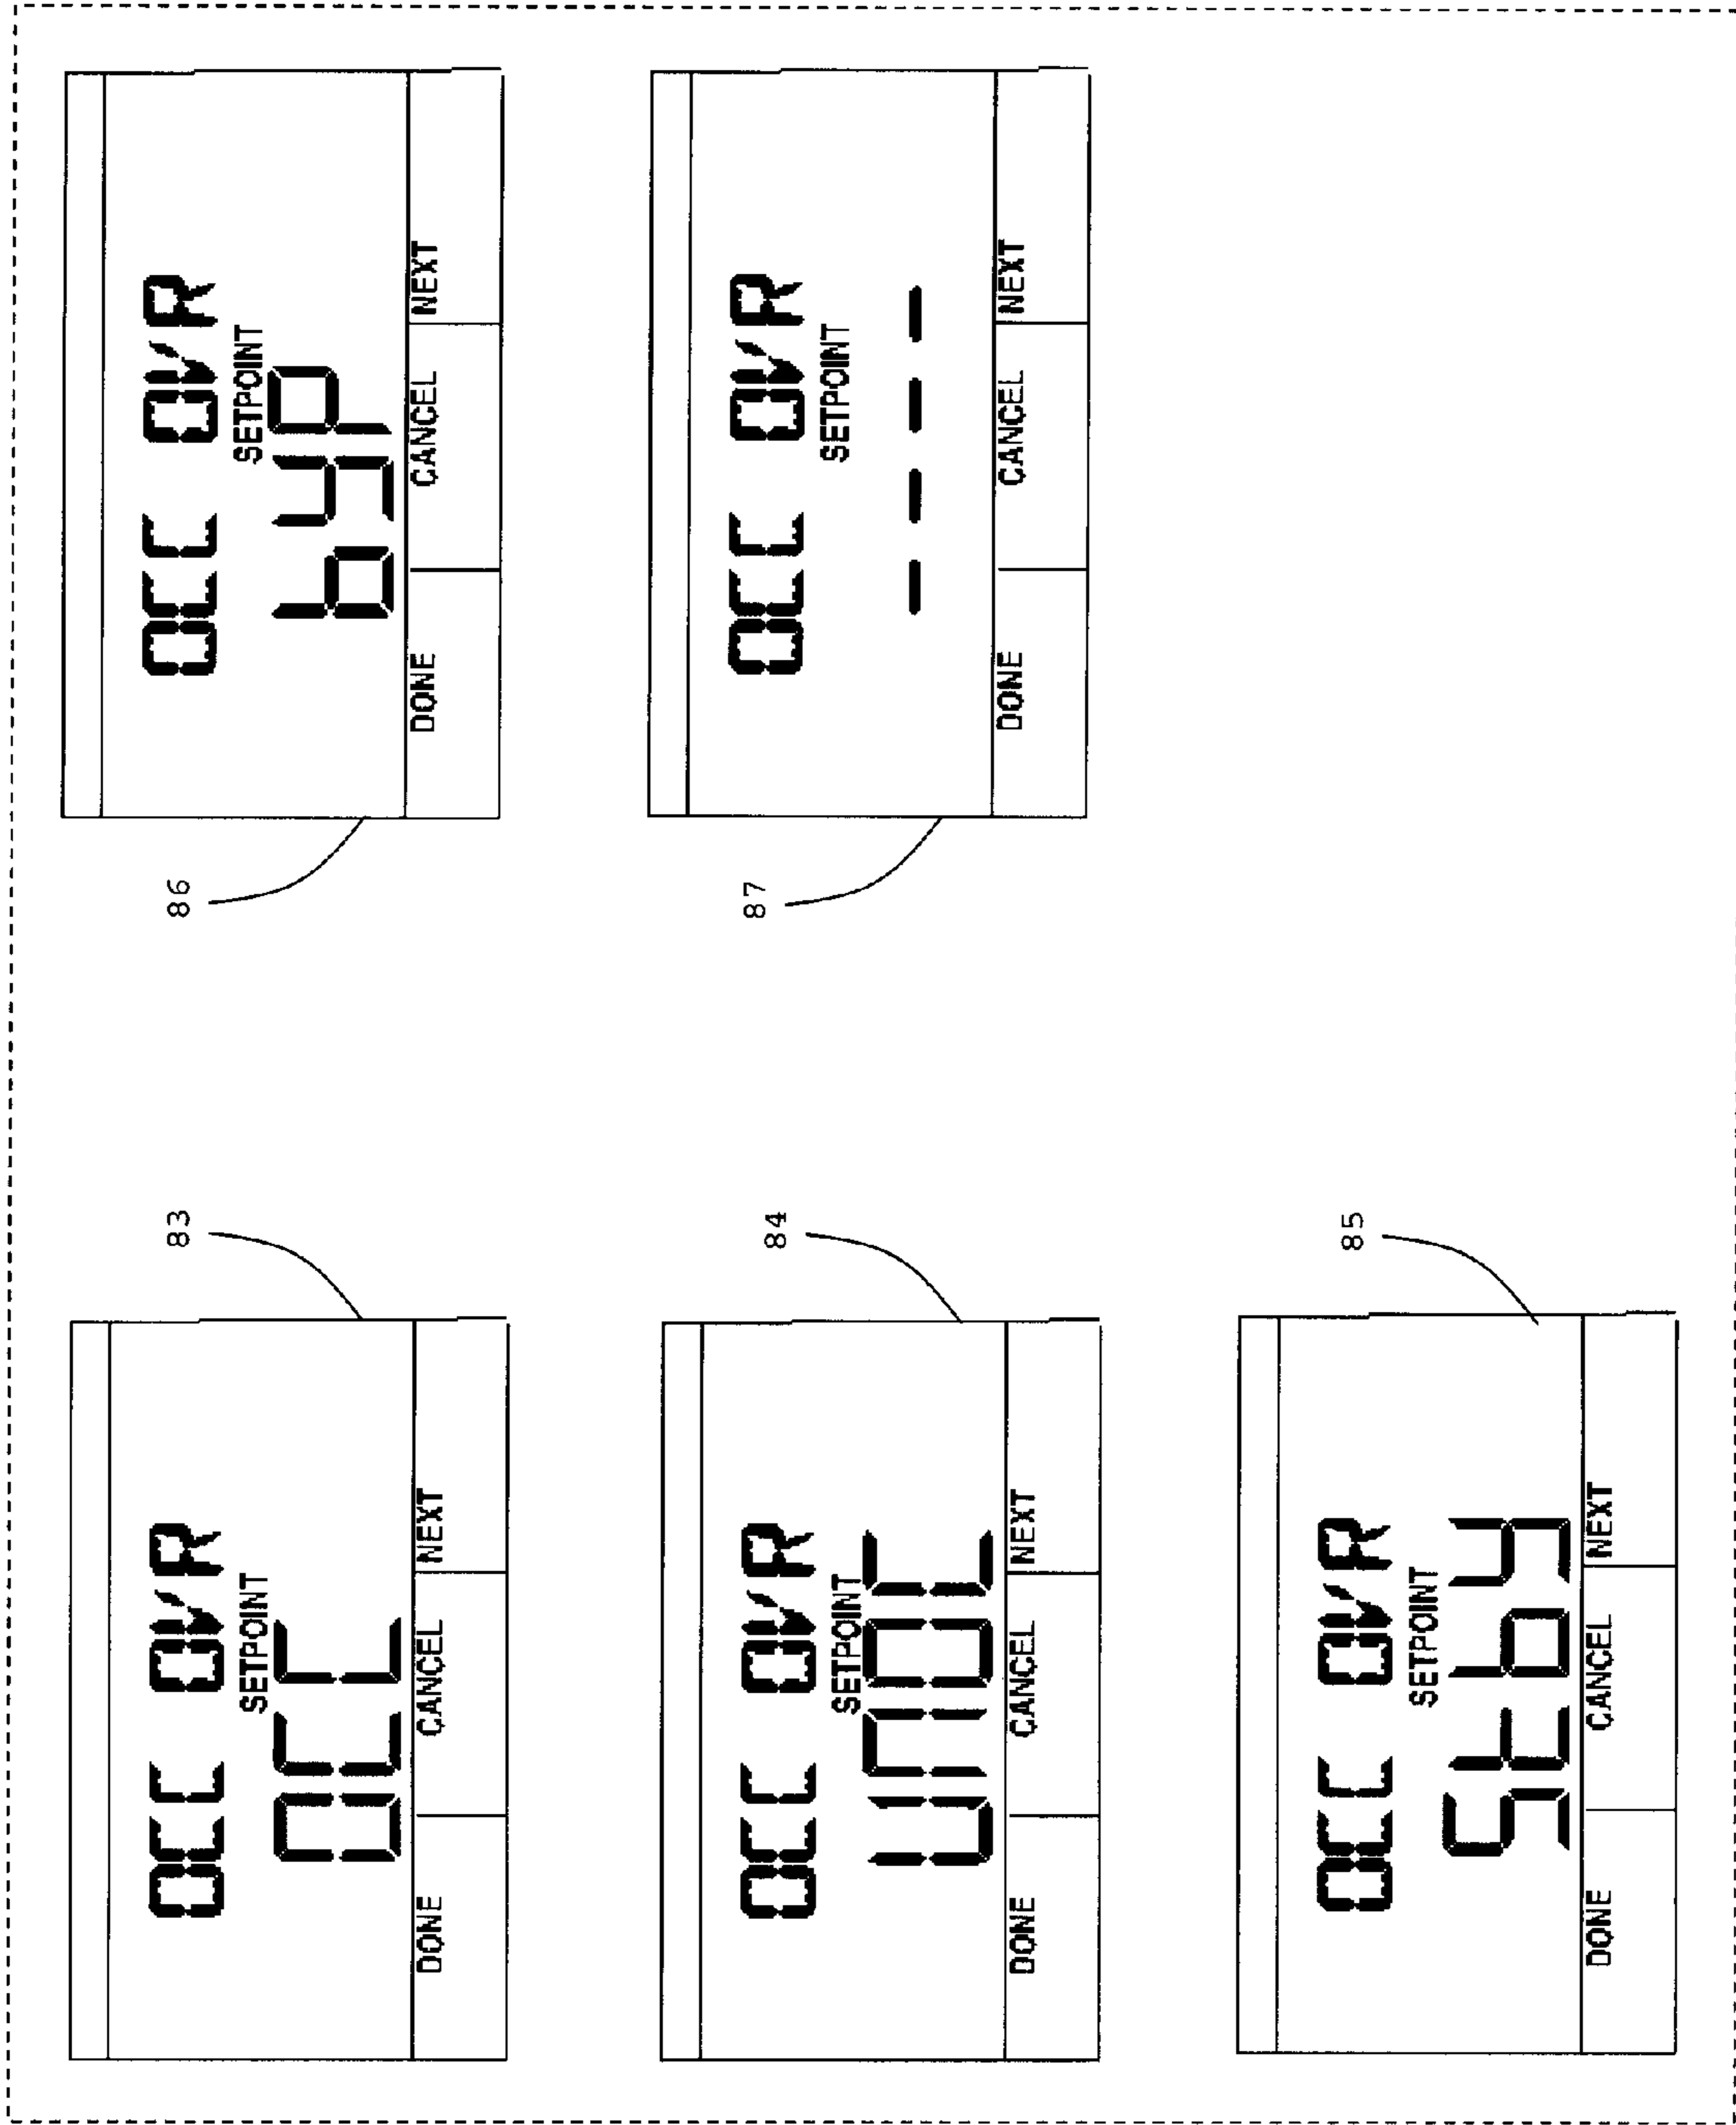 83
OCC OVR
SETPOINT
OCC
DONE CANCEL NEXT
84
OCC OVR
SETPOINT
UNOC
DONE CANCEL NEXT
85
OCC OVR
SETPOINT
Stby
DONE CANCEL NEXT
86
OCC OVR
SETPOINT
byP
DONE CANCEL NEXT
87
OCC OVR
SETPOINT
----
DONE CANCEL NEXT